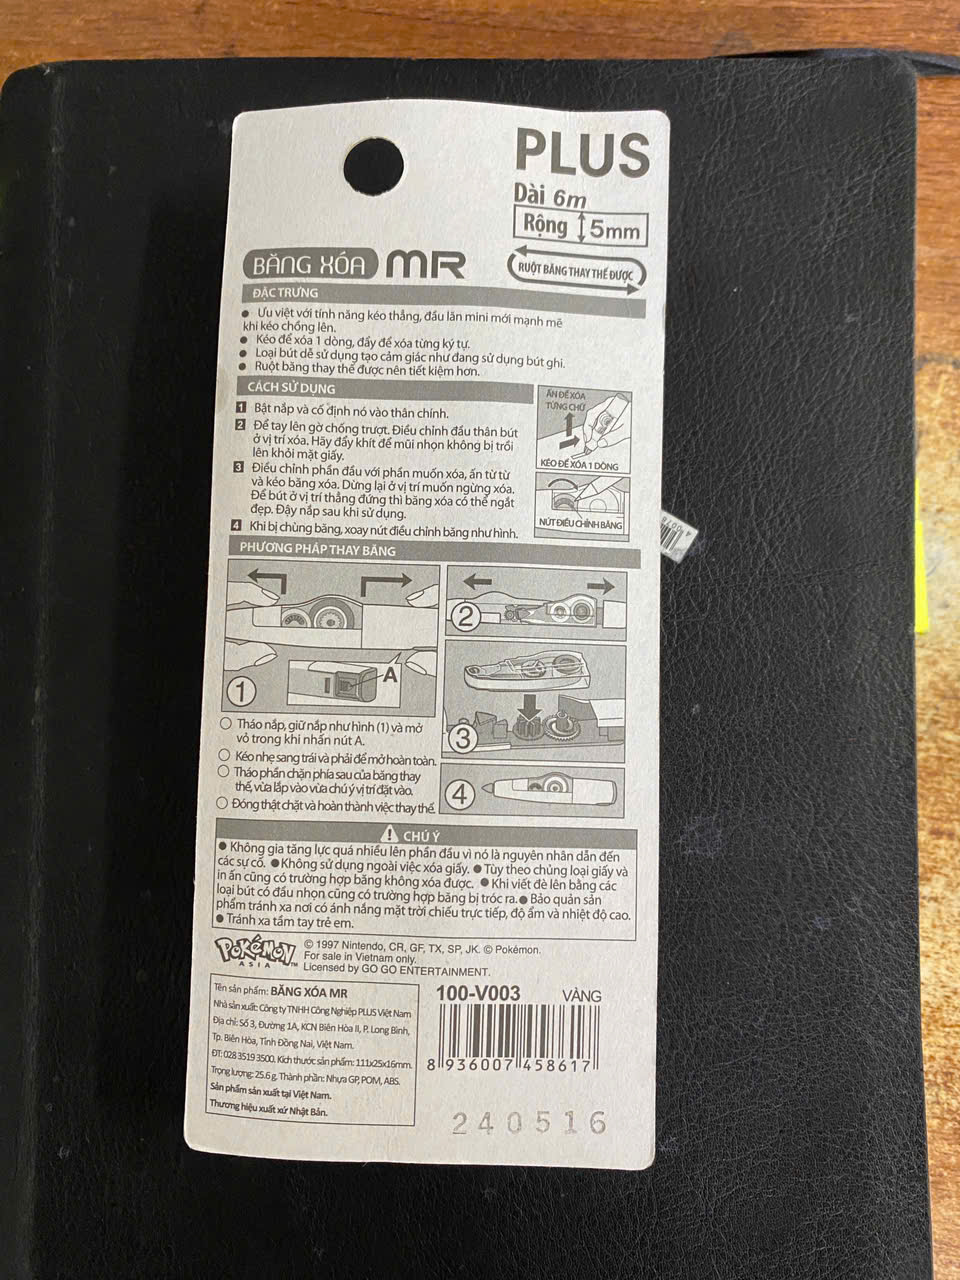 PLUS
Dài 6m
Rộng 5mm
BĂNG XÓA MR
RUỘT BĂNG THAY THẾ ĐƯỢC
ĐẶC TRƯNG
● Ưu việt với tính năng kéo thẳng, đầu lăn mini mới mạnh mẽ
khi kéo chồng lên.
● Kéo để xóa 1 dòng, đẩy để xóa từng ký tự.
● Loại bút dễ sử dụng tạo cảm giác như đang sử dụng bút ghi.
● Ruột băng thay thế được nên tiết kiệm hơn.
CÁCH SỬ DỤNG
1 Bật nắp và cố định nó vào thân chính.
2 Để tay lên gờ chống trượt. Điều chỉnh đầu thân bút
ở vị trí xóa. Hãy đẩy khít để mũi nhọn không bị trồi
lên khỏi mặt giấy.
3 Điều chỉnh phần đầu với phần muốn xóa, ấn từ từ
và kéo băng xóa. Dừng lại ở vị trí muốn ngừng xóa.
Để bút ở vị trí thẳng đứng thì băng xóa có thể ngắt
đẹp. Đậy nắp sau khi sử dụng.
4 Khi bị chùng băng, xoay nút điều chỉnh băng như hình.
ẤN ĐỂ XÓA
TỪNG CHỮ
KÉO ĐỂ XÓA 1 DÒNG
NÚT ĐIỀU CHỈNH BĂNG
PHƯƠNG PHÁP THAY BĂNG
A
1
2
3
4
○ Tháo nắp, giữ nắp như hình (1) và mở
vỏ trong khi nhấn nút A.
○ Kéo nhẹ sang trái và phải để mở hoàn toàn.
○ Tháo phần chặn phía sau của băng thay
thế, vừa lắp vào vừa chú ý vị trí đặt vào.
○ Đóng thật chặt và hoàn thành việc thay thế.
CHÚ Ý
● Không gia tăng lực quá nhiều lên phần đầu vì nó là nguyên nhân dẫn đến
các sự cố. ● Không sử dụng ngoài việc xóa giấy. ● Tùy theo chủng loại giấy và
in ấn cũng có trường hợp băng không xóa được. ● Khi viết đè lên bằng các
loại bút có đầu nhọn cũng có trường hợp băng bị tróc ra. ● Bảo quản sản
phẩm tránh xa nơi có ánh nắng mặt trời chiếu trực tiếp, độ ẩm và nhiệt độ cao.
● Tránh xa tầm tay trẻ em.
POKéMON
ASIA TM
© 1997 Nintendo, CR, GF, TX, SP, JK. © Pokémon.
For sale in Vietnam only.
Licensed by GO GO ENTERTAINMENT.
Tên sản phẩm: BĂNG XÓA MR
Nhà sản xuất: Công ty TNHH Công Nghiệp PLUS Việt Nam
Địa chỉ: Số 3, Đường 1A, KCN Biên Hòa II, P. Long Bình,
Tp. Biên Hòa, Tỉnh Đồng Nai, Việt Nam.
ĐT: 028 3519 3500. Kích thước sản phẩm: 111x25x16mm.
Trọng lượng: 25.6 g. Thành phần: Nhựa GP, POM, ABS.
Sản phẩm sản xuất tại Việt Nam.
Thương hiệu xuất xứ Nhật Bản.
100-V003 VÀNG
8 936007 458617
240516